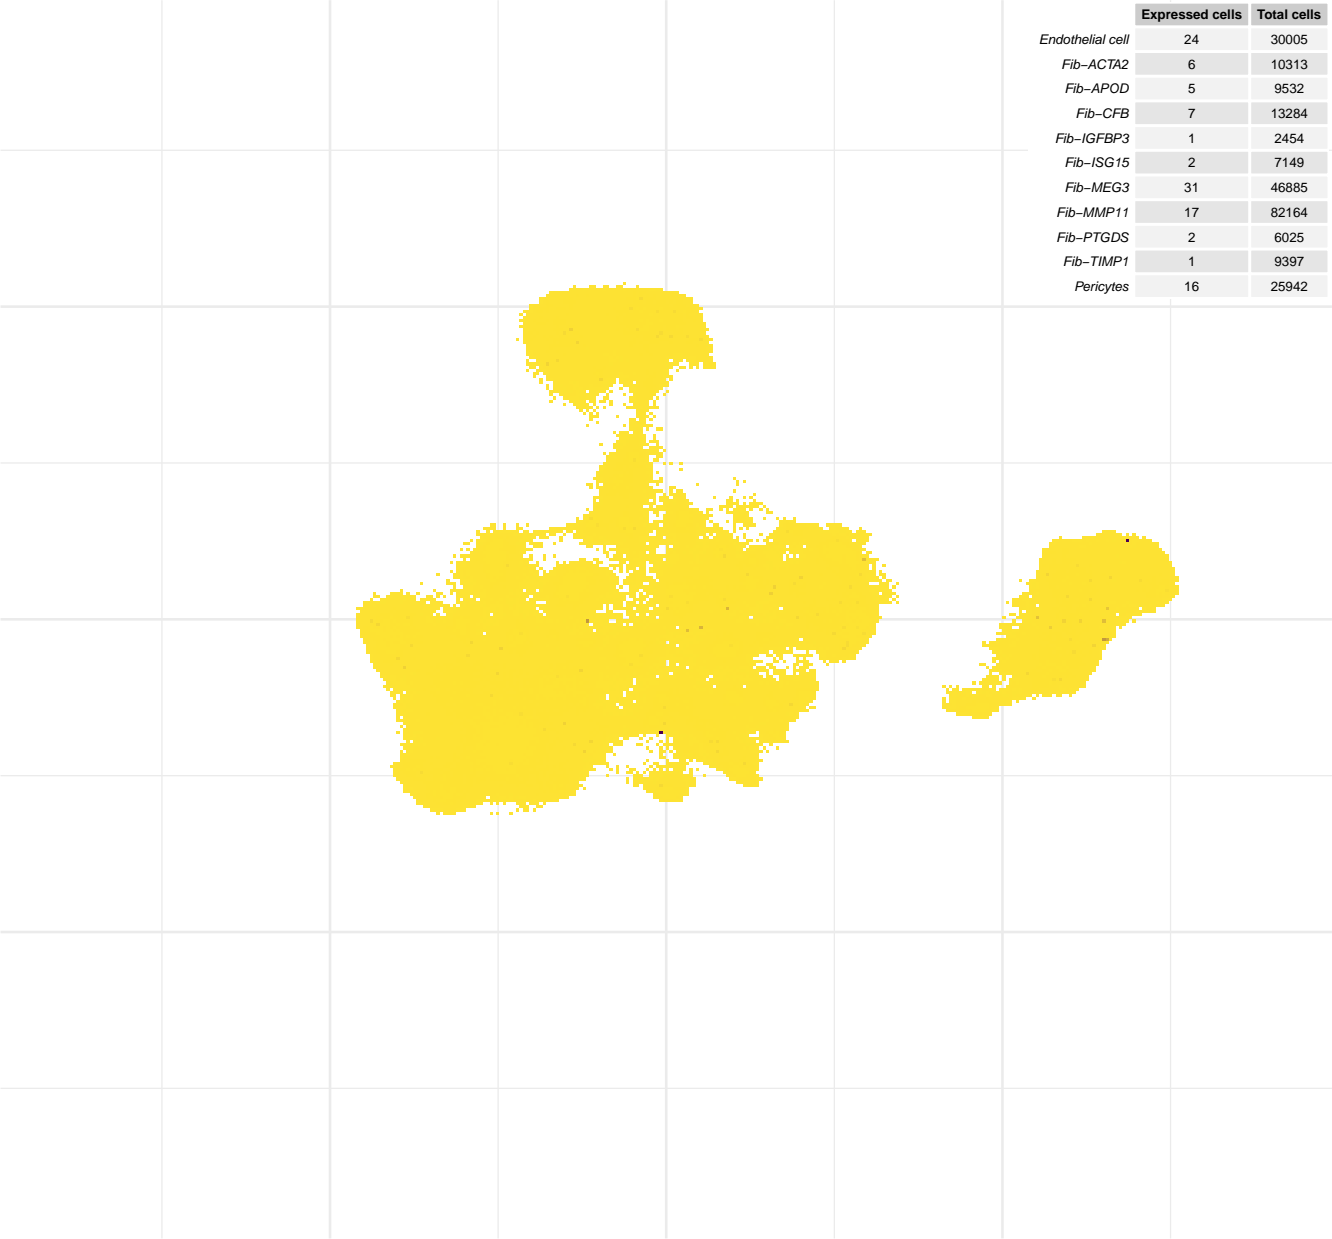 Expressed cells Total cells
Endothelial cell 24 30005
Fib−ACTA2 6 10313
Fib−APOD 5 9532
Fib−CFB 7 13284
Fib−IGFBP3 1 2454
Fib−ISG15 2 7149
Fib−MEG3 31 46885
Fib−MMP11 17 82164
Fib−PTGDS 2 6025
Fib−TIMP1 1 9397
Pericytes 16 25942